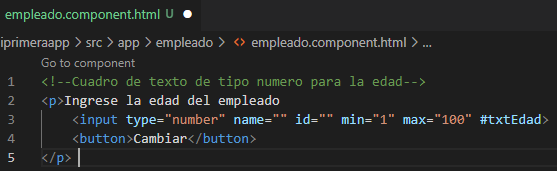 empleado.component.html U
iprimeraapp > src > app > empleado > <> empleado.component.html > ...
Go to component
1 <!--Cuadro de texto de tipo numero para la edad-->
2 <p>Ingrese la edad del empleado
3 <input type="number" name="" id="" min="1" max="100" #txtEdad>
4 <button>Cambiar</button>
5 </p>